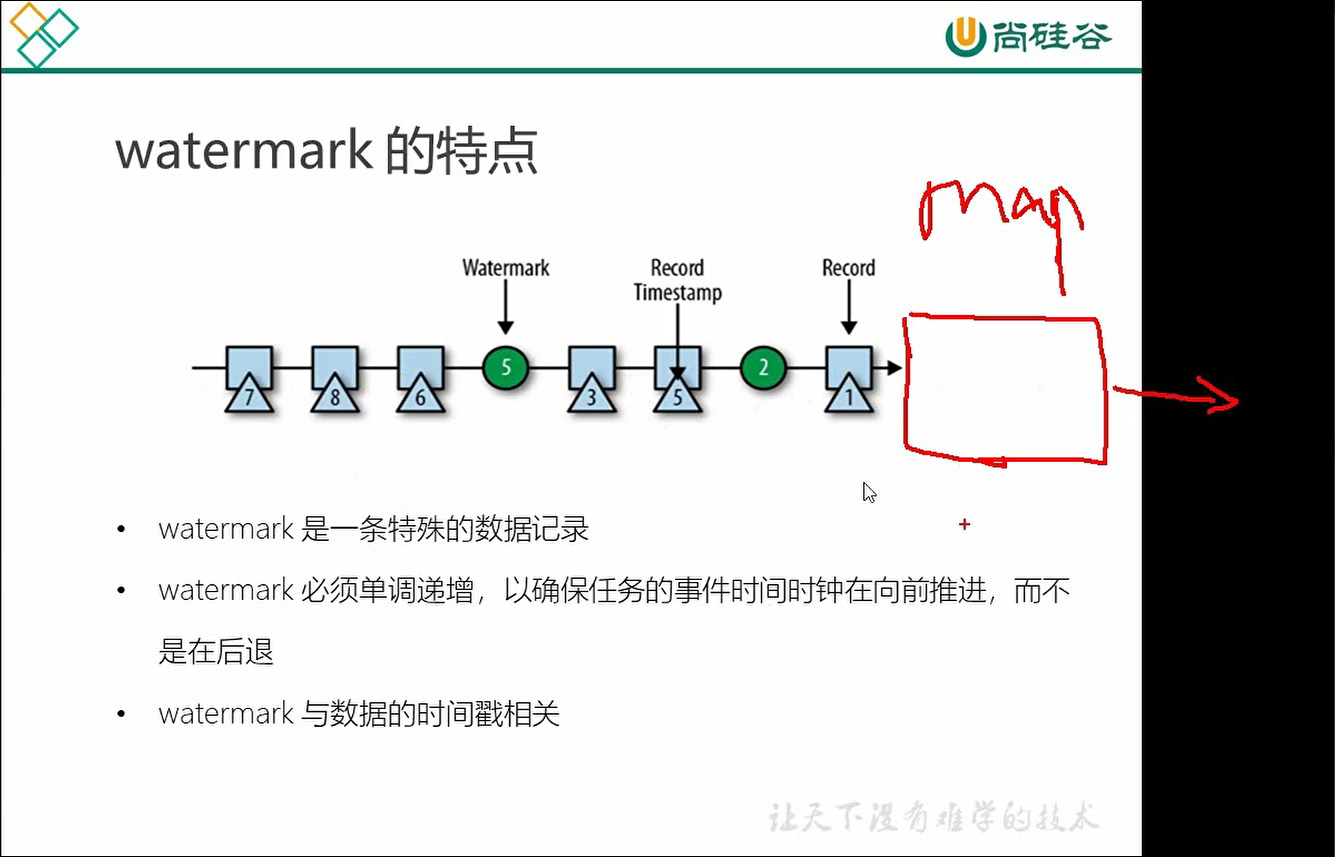 尚硅谷
watermark 的特点
map
Watermark
Record
Timestamp
Record
7
8
6
5
3
5
2
1
• watermark 是一条特殊的数据记录
• watermark 必须单调递增，以确保任务的事件时间时钟在向前推进，而不
是在后退
• watermark 与数据的时间戳相关
让天下没有难学的技术